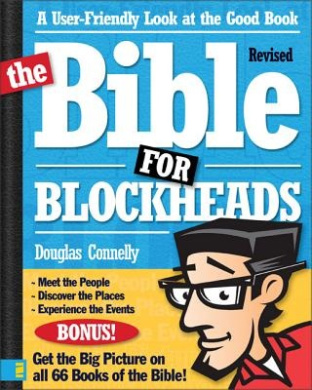 A User-Friendly Look at the Good Book
Revised
the
Bible
FOR
BLOCKHEADS
Douglas Connelly
~ Meet the People
~ Discover the Places
~ Experience the Events
BONUS!
Get the Big Picture on
all 66 Books of the Bible!